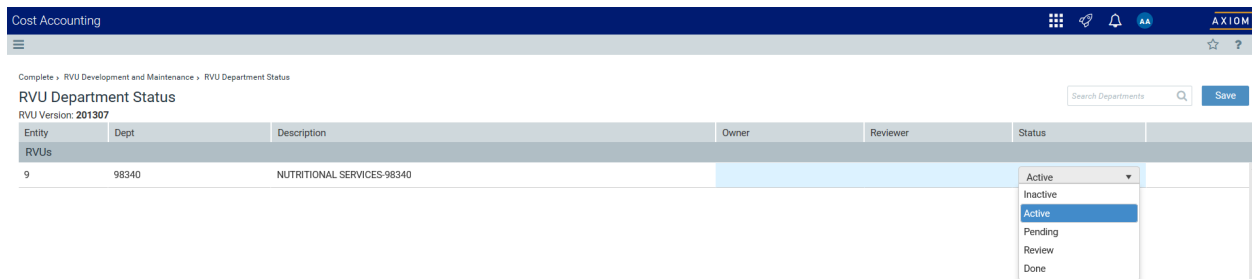 Cost Accounting
AA
AXIOM
?
Complete › RVU Development and Maintenance › RVU Department Status
RVU Department Status
Search Departments
Save
RVU Version: 201307
Entity Dept Description Owner Reviewer Status
RVUs
9 98340 NUTRITIONAL SERVICES-98340 Active
Inactive
Active
Pending
Review
Done